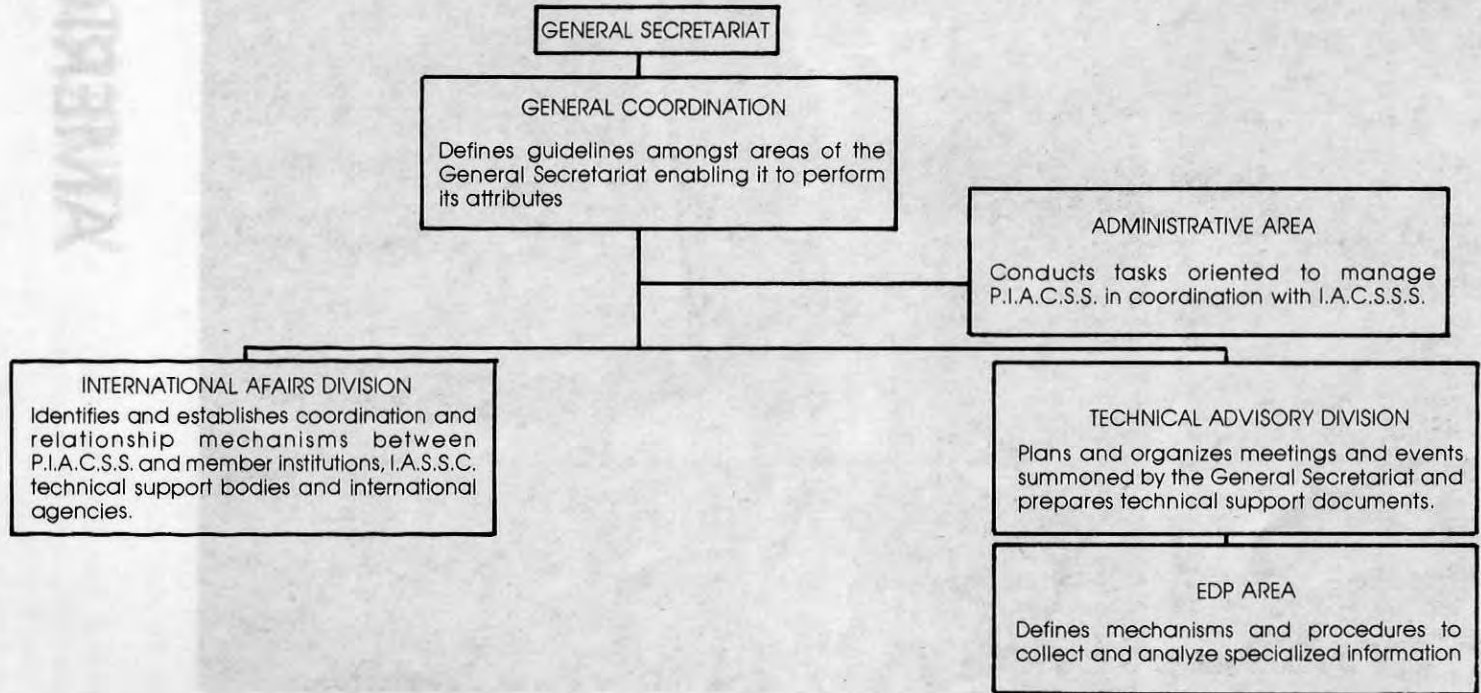 GENERAL SECRETARIAT
GENERAL COORDINATION
Defines guidelines amongst areas of the
General Secretariat enabling it to perform
its attributes
ADMINISTRATIVE AREA
Conducts tasks oriented to manage
P.I.A.C.S.S. in coordination with I.A.C.S.S.S.
INTERNATIONAL AFAIRS DIVISION
Identifies and establishes coordination and
relationship mechanisms between
P.I.A.C.S.S. and member institutions, I.A.S.S.C.
technical support bodies and international
agencies.
TECHNICAL ADVISORY DIVISION
Plans and organizes meetings and events
summoned by the General Secretariat and
prepares technical support documents.
EDP AREA
Defines mechanisms and procedures to
collect and analyze specialized information